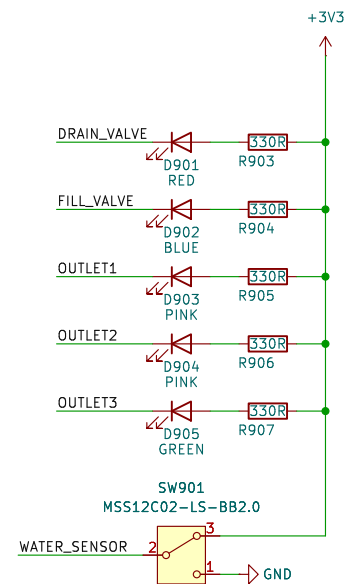 +3V3
DRAIN_VALVE
330R
D901
R903
RED
FILL_VALVE
330R
D902
R904
BLUE
OUTLET1
330R
D903
R905
PINK
OUTLET2
330R
D904
R906
PINK
OUTLET3
330R
D905
R907
GREEN
SW901
MSS12C02-LS-BB2.0
3
WATER_SENSOR
2
1
GND